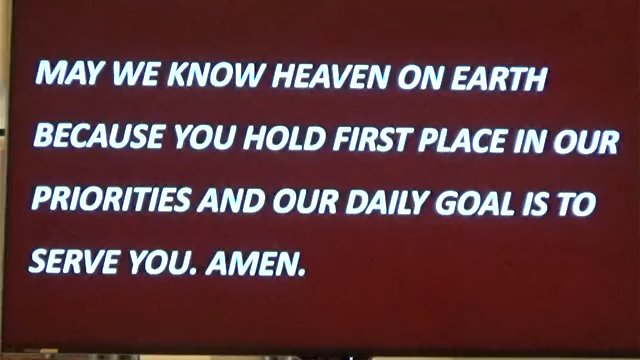 MAY WE KNOW HEAVEN ON EARTH
BECAUSE YOU HOLD FIRST PLACE IN OUR
PRIORITIES AND OUR DAILY GOAL IS TO
SERVE YOU. AMEN.